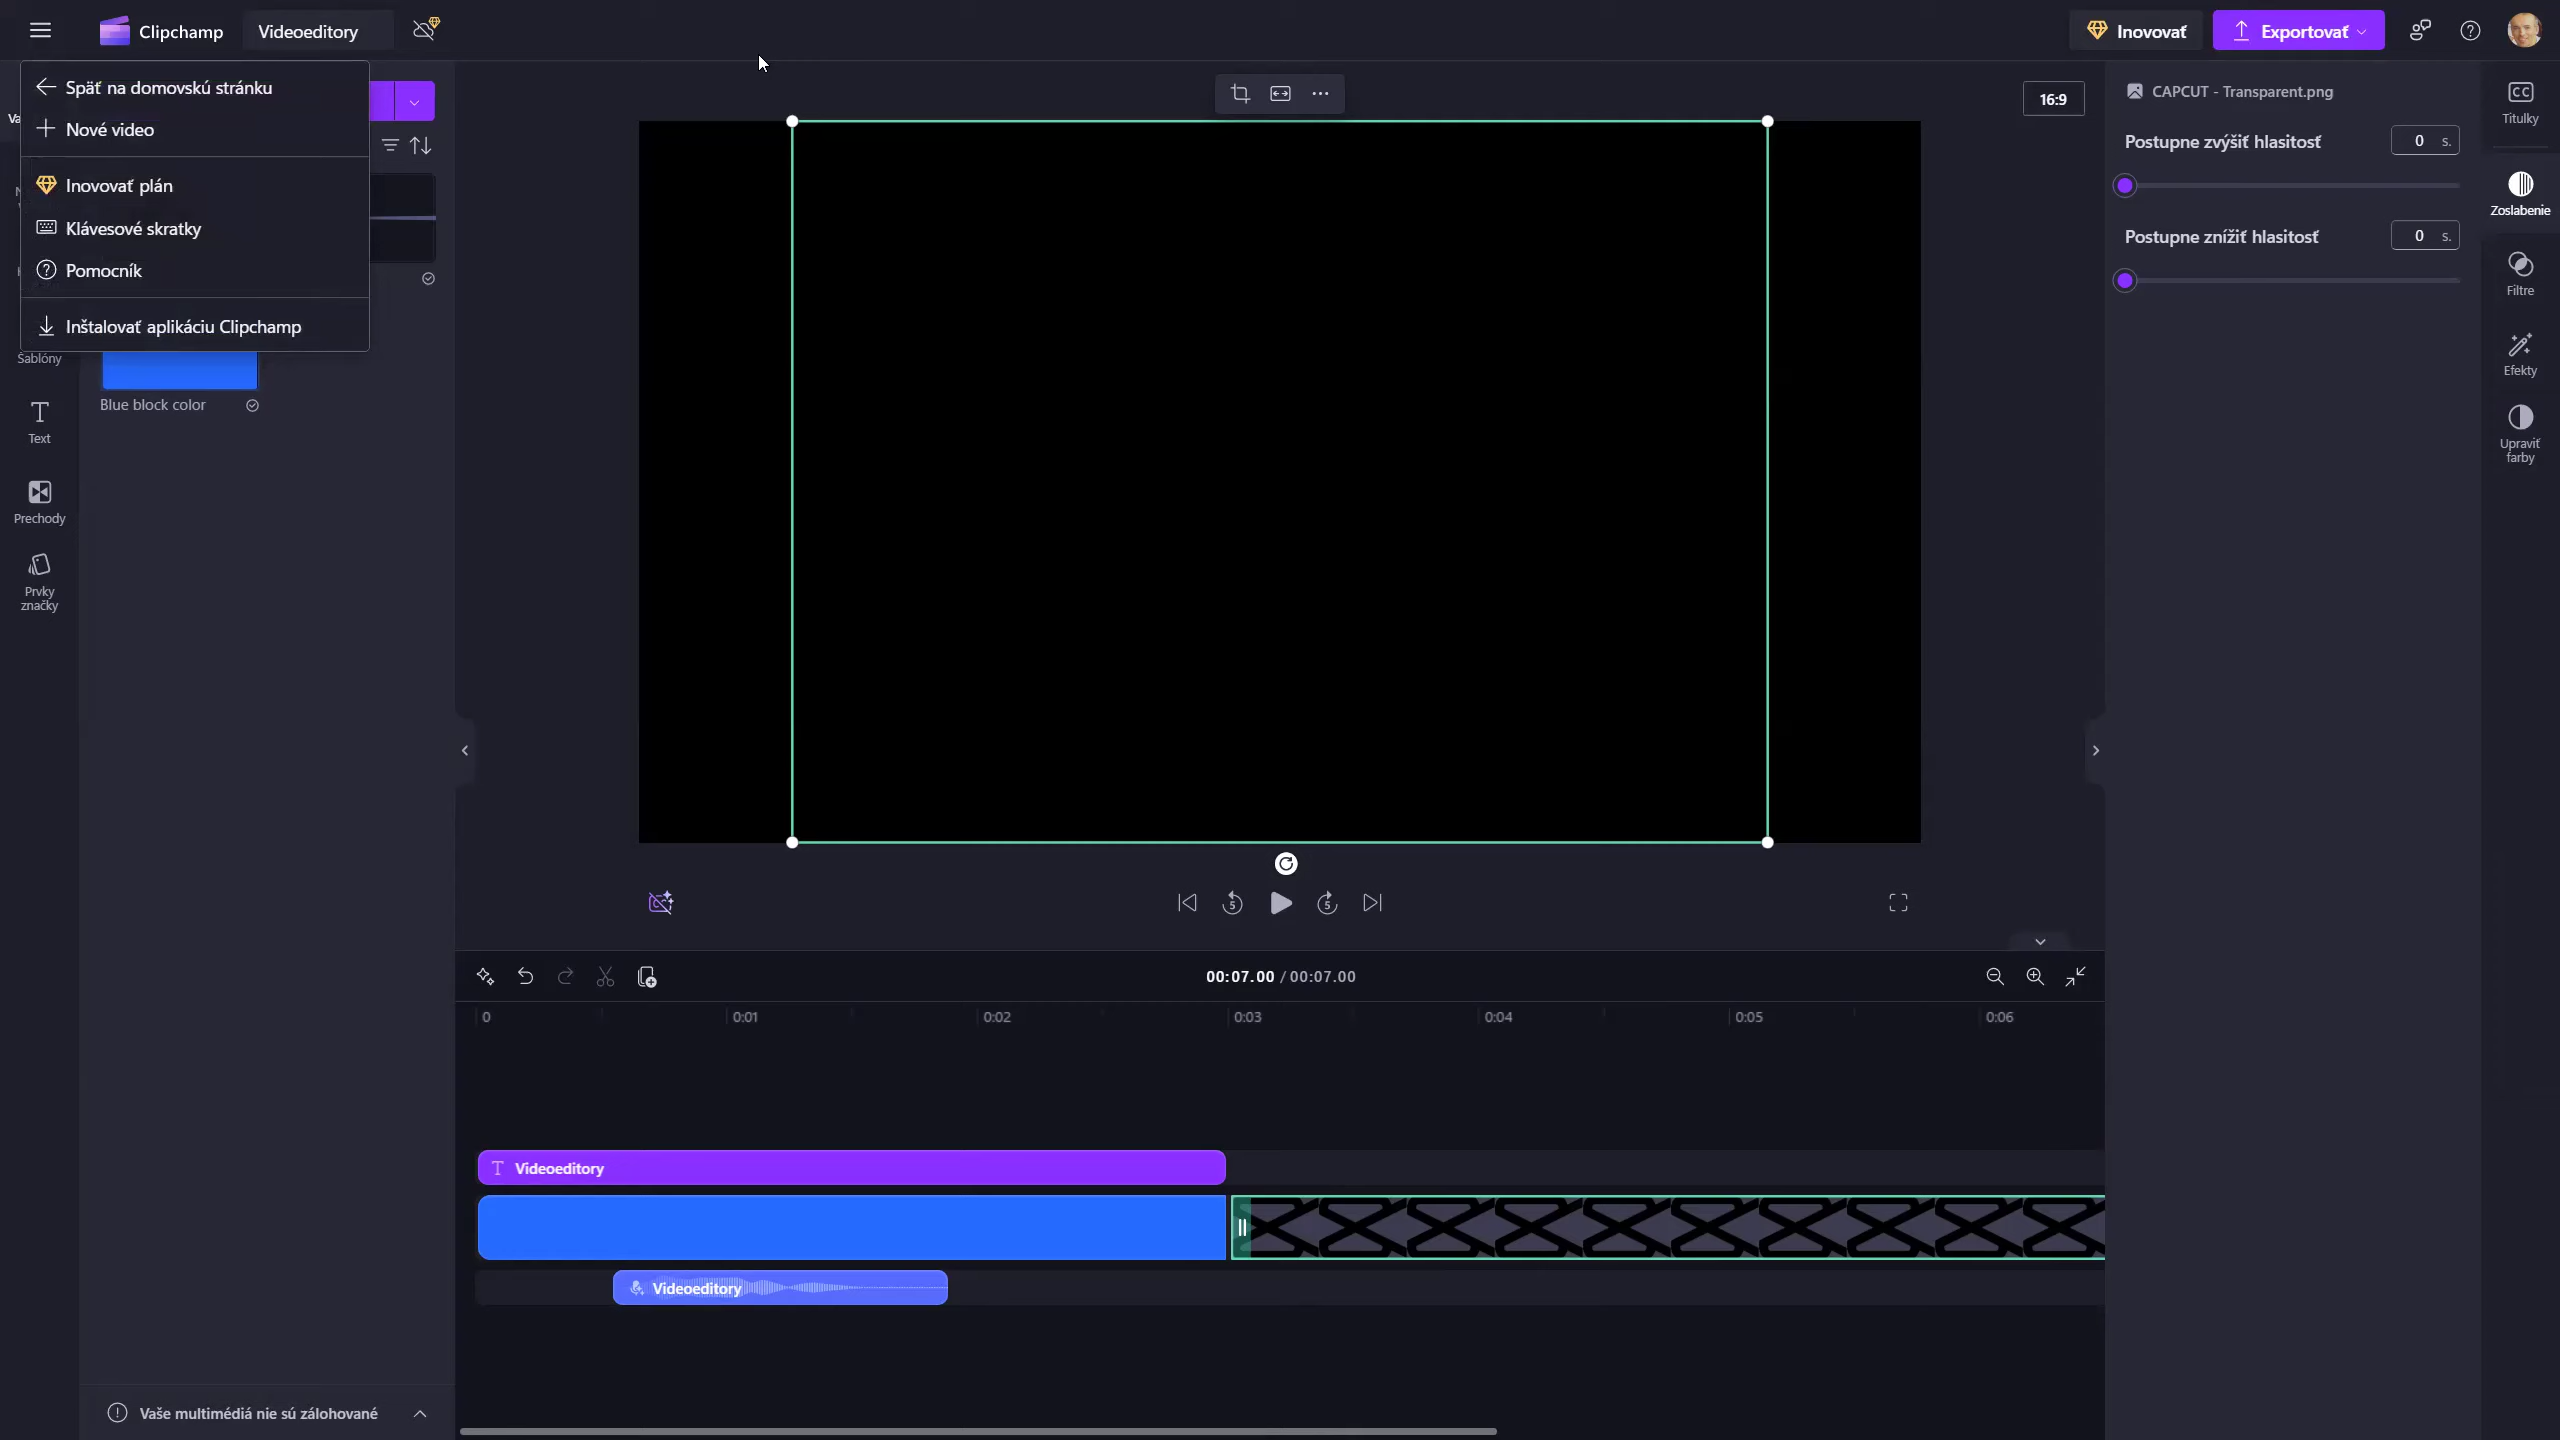 Clipchamp
Videoeditory
Inovovať
Exportovať
Späť na domovskú stránku
Nové video
Inovovať plán
Klávesové skratky
Pomocník
Inštalovať aplikáciu Clipchamp
Šablóny
Text
Prechody
Prvky
značky
Blue block color
16:9
CAPCUT - Transparent.png
Postupne zvýšiť hlasitosť
0 s.
Postupne znížiť hlasitosť
0 s.
CC
Titulky
Zoslabenie
Filtre
Efekty
Upraviť
farby
5
5
00:07.00 / 00:07.00
0
0:01
0:02
0:03
0:04
0:05
0:06
T Videoeditory
Videoeditory
Vaše multimédiá nie sú zálohované